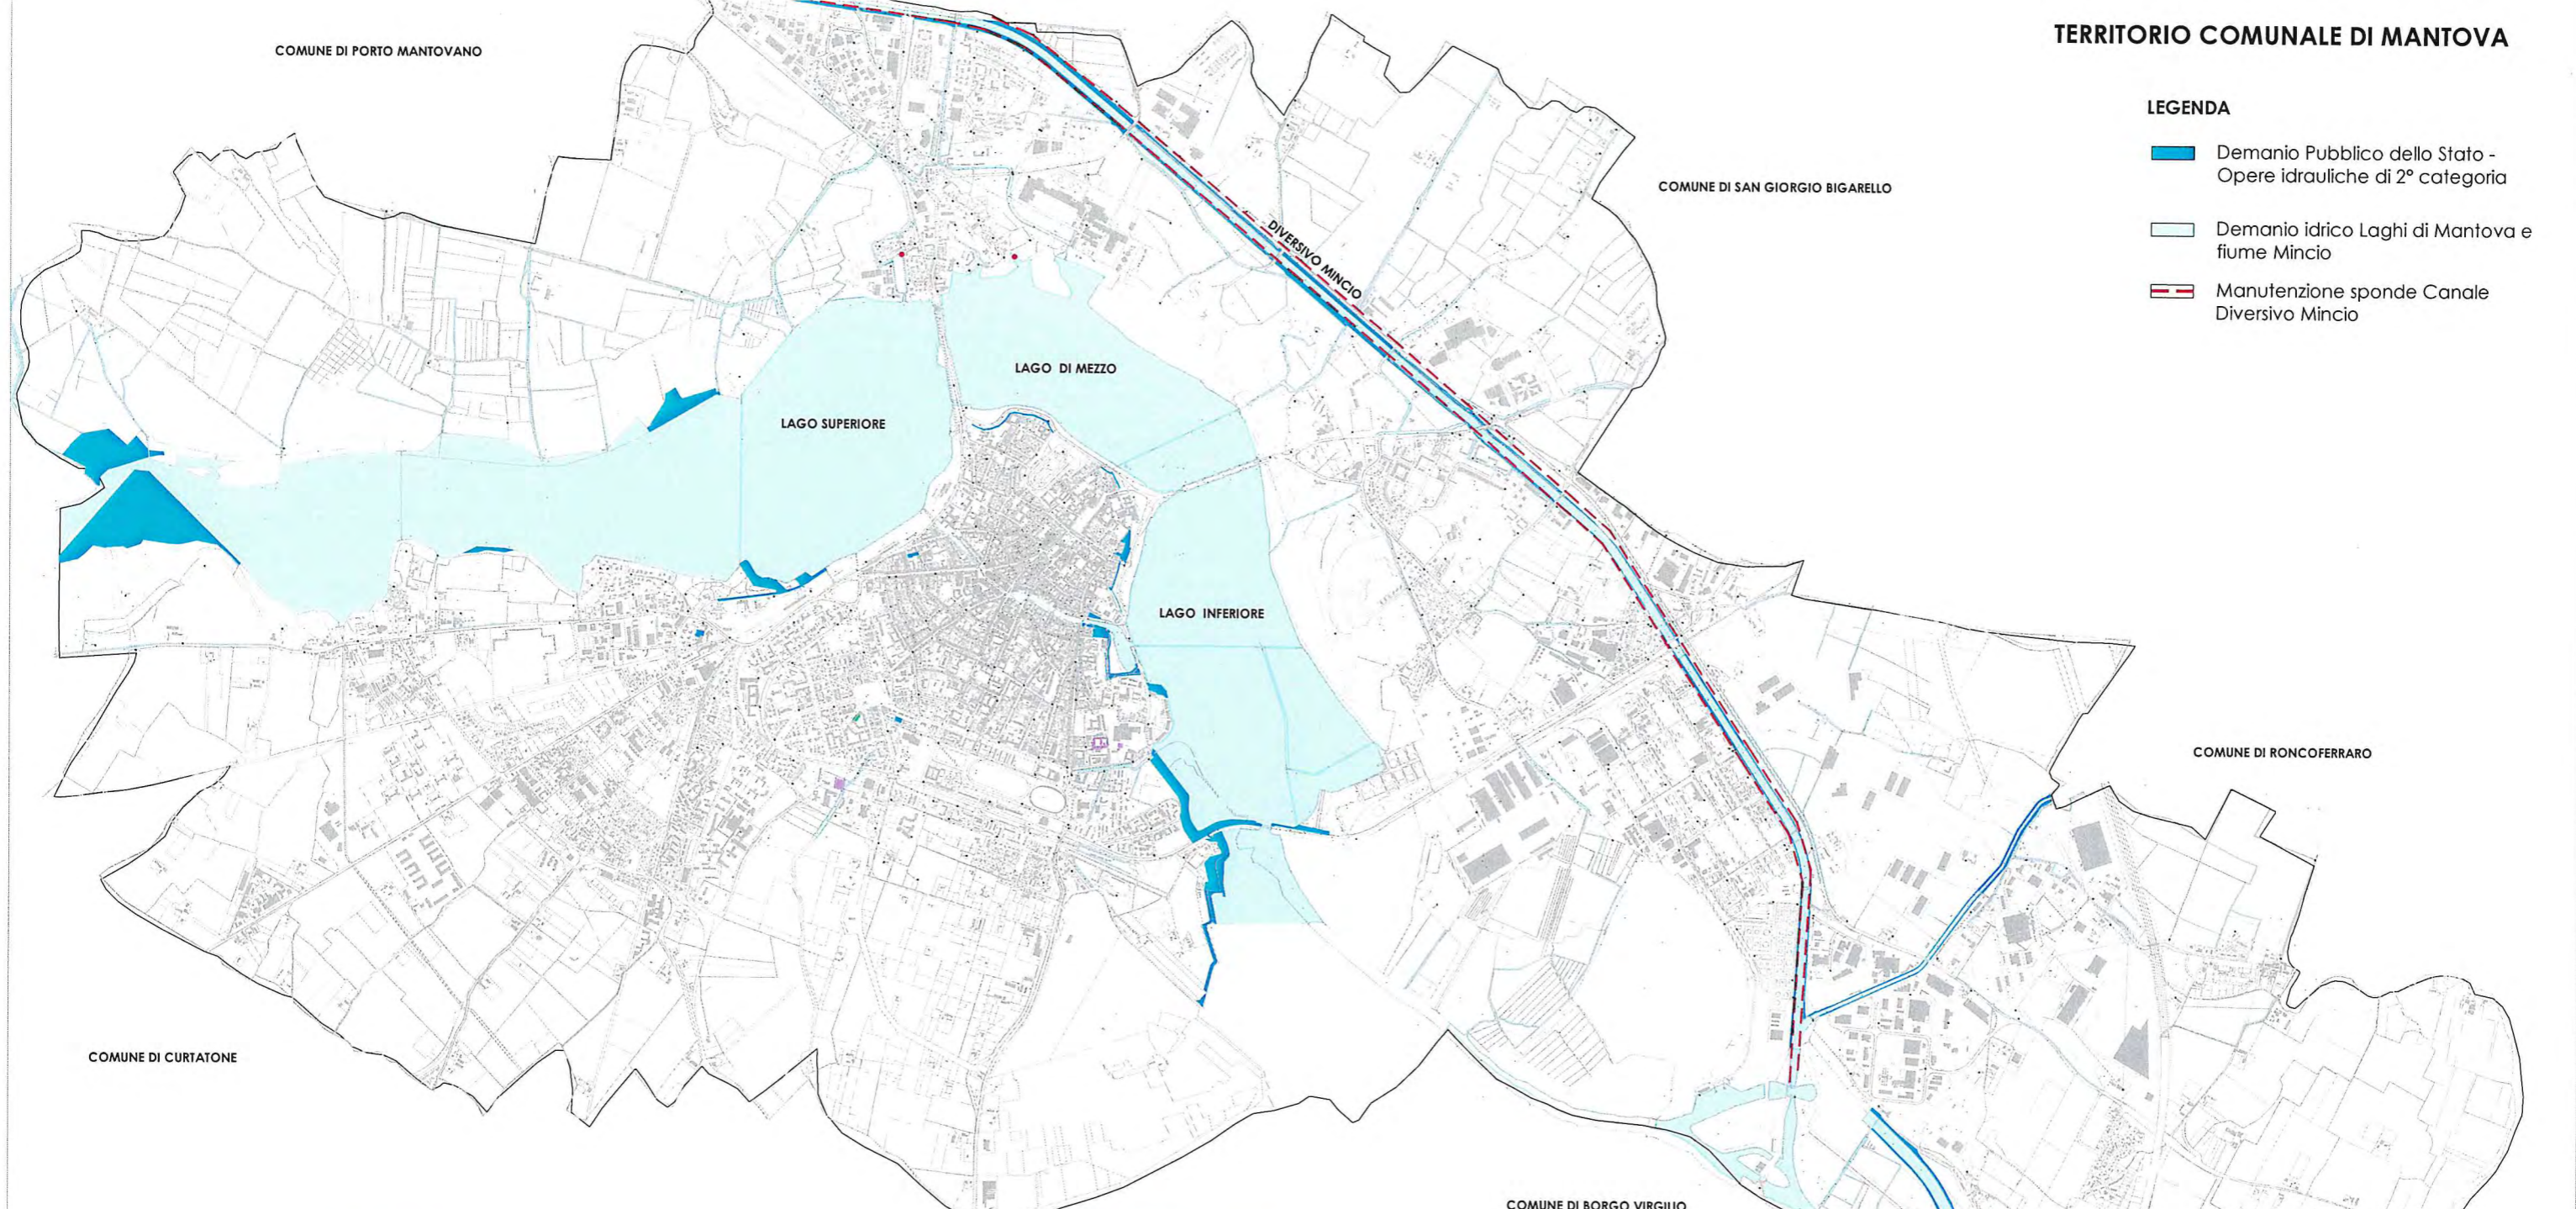 TERRITORIO COMUNALE DI MANTOVA
LEGENDA
Demanio Pubblico dello Stato -
Opere idrauliche di 2° categoria
Demanio idrico Laghi di Mantova e
fiume Mincio
Manutenzione sponde Canale
Diversivo Mincio
COMUNE DI PORTO MANTOVANO
COMUNE DI SAN GIORGIO BIGARELLO
DIVERSIVO MINCIO
LAGO DI MEZZO
LAGO SUPERIORE
LAGO INFERIORE
COMUNE DI RONCOFERRARO
COMUNE DI CURTATONE
COMUNE DI BORGO VIRGILIO